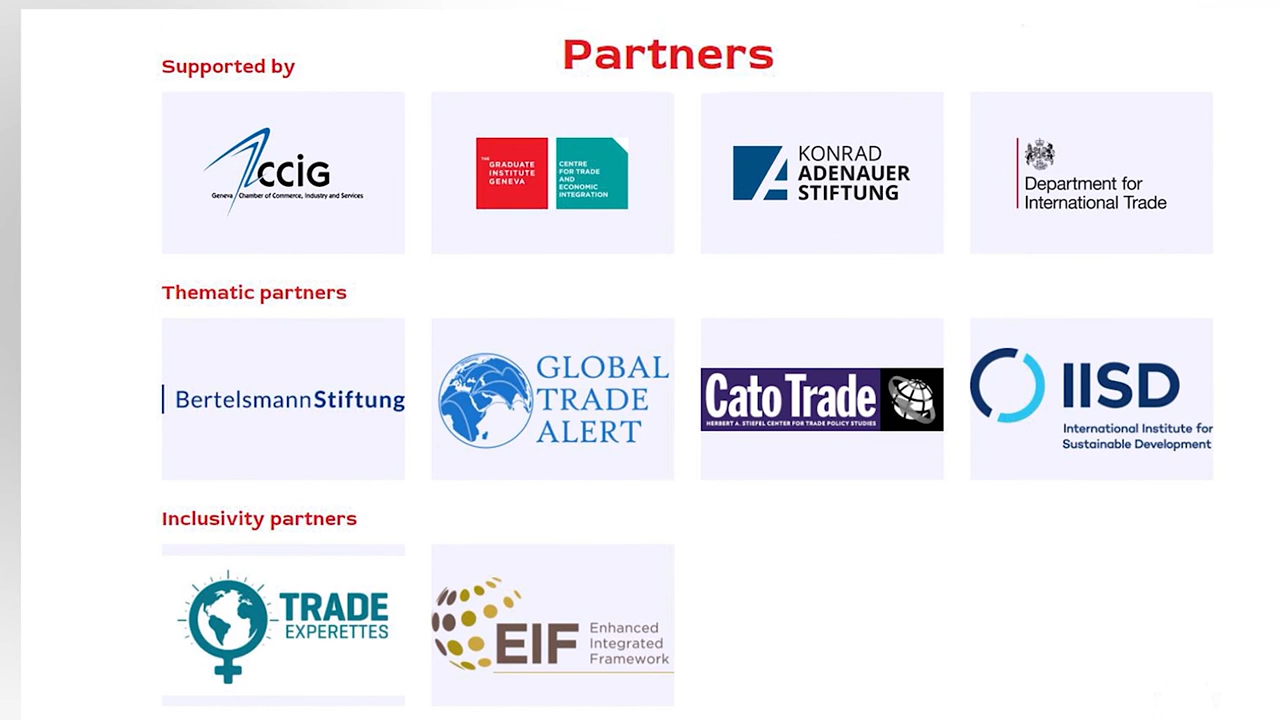 Partners
Supported by
CCIG
Geneva Chamber of Commerce, Industry and Services
THE GRADUATE
INSTITUTE
GENEVA
CENTRE
FOR TRADE
AND
ECONOMIC
INTEGRATION
KONRAD
ADENAUER
STIFTUNG
Department for
International Trade
Thematic partners
BertelsmannStiftung
GLOBAL
TRADE
ALERT
Cato Trade
HERBERT A. STIEFEL CENTER FOR TRADE POLICY STUDIES
IISD
International Institute for
Sustainable Development
Inclusivity partners
TRADE
EXPERETTES
EIF
Enhanced
Integrated
Framework